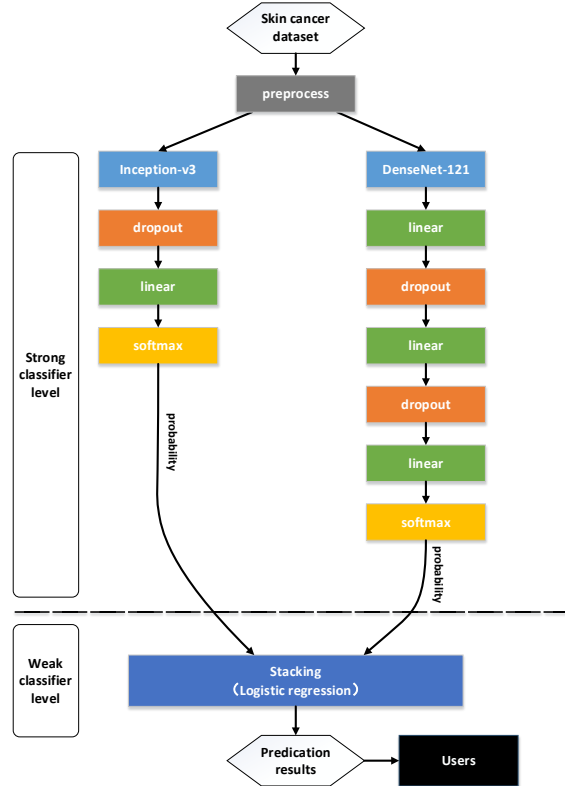 Skin cancer
dataset
preprocess
Inception-v3
DenseNet-121
dropout
linear
linear
dropout
softmax
linear
dropout
linear
softmax
probability
probability
Strong
classifier
level
Weak
classifier
level
Stacking
（Logistic regression）
Predication
results
Users